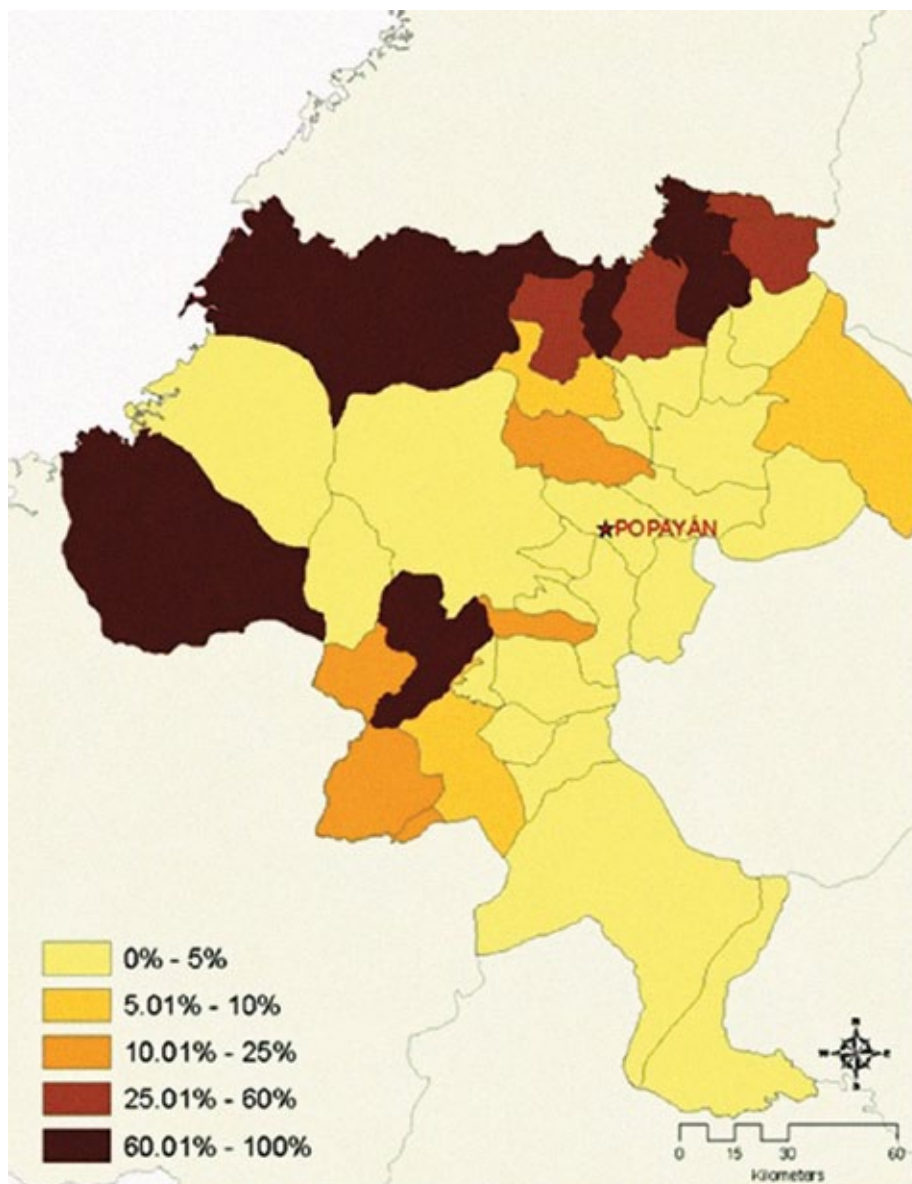 POPAYÁN
0% - 5%
5.01% - 10%
10.01% - 25%
25.01% - 60%
60.01% - 100%
N
W E
S
0 15 30 60
Kilometers